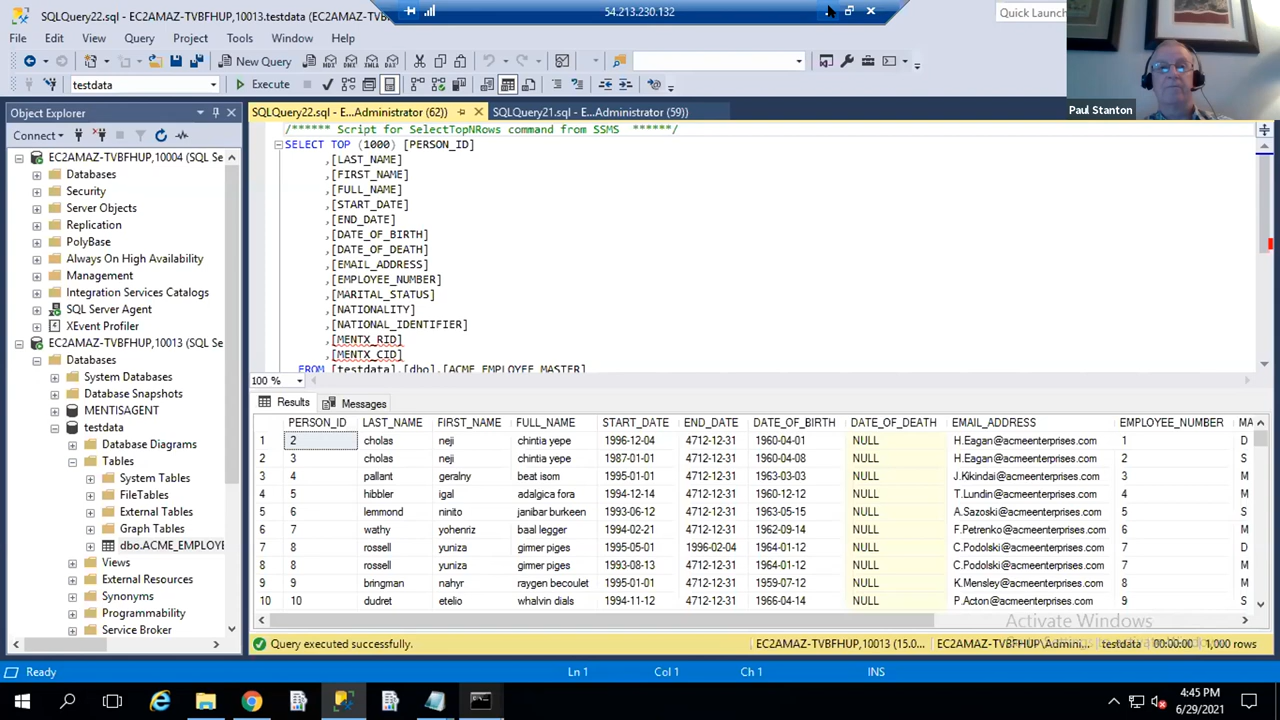 SQLQuery22.sql - EC2AMAZ-TVBFHUP,10013.testdata (EC2AMAZ-TVBFHUP
54.213.230.132
Quick Launch
File Edit View Query Project Tools Window Help
New Query
MDX DMX XMLA DAX
testdata Execute
Paul Stanton
Object Explorer
SQLQuery22.sql - E...Administrator (62)) SQLQuery21.sql - E...Administrator (59))
Connect
EC2AMAZ-TVBFHUP,10004 (SQL Serv
Databases
Security
Server Objects
Replication
PolyBase
Always On High Availability
Management
Integration Services Catalogs
SQL Server Agent
XEvent Profiler
EC2AMAZ-TVBFHUP,10013 (SQL Serv
Databases
System Databases
Database Snapshots
MENTISAGENT
testdata
Database Diagrams
Tables
System Tables
FileTables
External Tables
Graph Tables
dbo.ACME_EMPLOYE
Views
External Resources
Synonyms
Programmability
Service Broker
/****** Script for SelectTopNRows command from SSMS ******/
SELECT TOP (1000) [PERSON_ID]
,[LAST_NAME]
,[FIRST_NAME]
,[FULL_NAME]
,[START_DATE]
,[END_DATE]
,[DATE_OF_BIRTH]
,[DATE_OF_DEATH]
,[EMAIL_ADDRESS]
,[EMPLOYEE_NUMBER]
,[MARITAL_STATUS]
,[NATIONALITY]
,[NATIONAL_IDENTIFIER]
,[MENTX_RID]
,[MENTX_CID]
FROM [testdata].[dbo].[ACME_EMPLOYEE_MASTER]
100 %
Results Messages
PERSON_ID LAST_NAME FIRST_NAME FULL_NAME START_DATE END_DATE DATE_OF_BIRTH DATE_OF_DEATH EMAIL_ADDRESS EMPLOYEE_NUMBER MA
1 2 cholas neji chintia yepe 1996-12-04 4712-12-31 1960-04-01 NULL H.Eagan@acmeenterprises.com 1 D
2 3 cholas neji chintia yepe 1987-01-01 4712-12-31 1960-04-08 NULL H.Eagan@acmeenterprises.com 2 S
3 4 pallant geralny beat isom 1995-01-01 4712-12-31 1963-03-03 NULL J.Kikindai@acmeenterprises.com 3 M
4 5 hibbler igal adalgica fora 1994-12-14 4712-12-31 1960-12-12 NULL T.Lundin@acmeenterprises.com 4 M
5 6 lemmond ninito janibar burkeen 1993-06-12 4712-12-31 1963-05-15 NULL A.Sazoski@acmeenterprises.com 5 S
6 7 wathy yohenriz baal legger 1994-02-21 4712-12-31 1962-09-14 NULL F.Petrenko@acmeenterprises.com 6 M
7 8 rossell yuniza gimer piges 1995-05-01 1996-02-04 1964-01-12 NULL C.Podolski@acmeenterprises.com 7 D
8 8 rossell yuniza gimer piges 1993-08-13 4712-12-31 1964-01-12 NULL C.Podolski@acmeenterprises.com 7 M
9 9 bringman nahyr raygen becoulet 1995-01-01 4712-12-31 1959-07-12 NULL K.Mensley@acmeenterprises.com 8 M
10 10 dudret etelio whalvin dials 1994-11-12 4712-12-31 1966-04-14 NULL P.Acton@acmeenterprises.com 9 S
Activate Windows
Query executed successfully. EC2AMAZ-TVBFHUP,10013 (15.0... EC2AMAZ-TVBFHUP\Admini... testdata 00:00:00 1,000 rows
Ready Ln 1 Col 1 Ch 1 INS
4:45 PM
6/29/2021